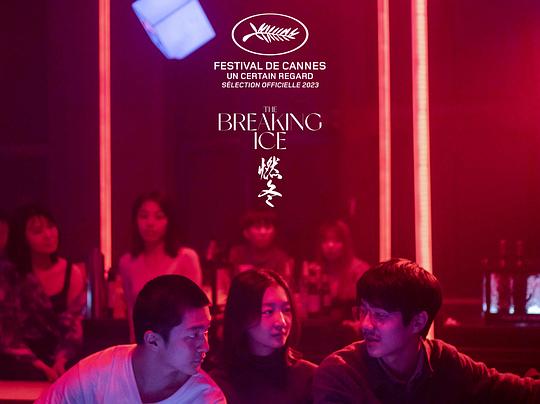 FESTIVAL DE CANNES
UN CERTAIN REGARD
SÉLECTION OFFICIELLE 2023
THE
BREAKING
ICE
燃
冬